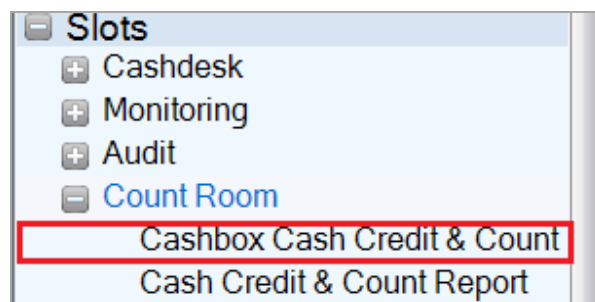 Slots
Cashdesk
Monitoring
Audit
Count Room
Cashbox Cash Credit & Count
Cash Credit & Count Report